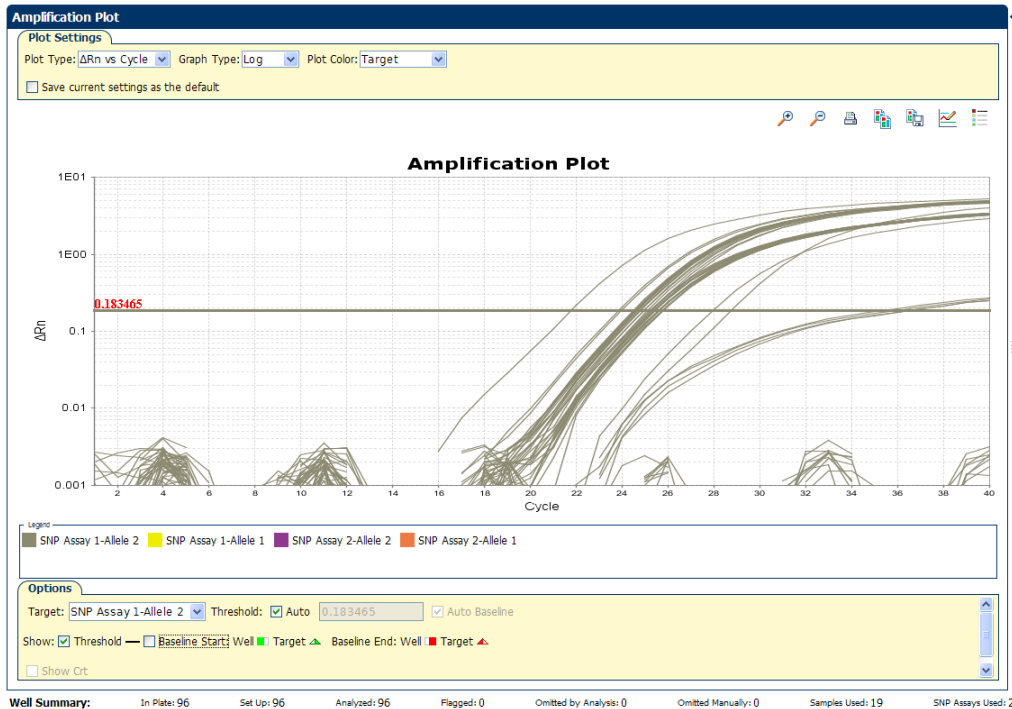 Amplification Plot
Plot Settings
Plot Type: ΔRn vs Cycle Graph Type: Log Plot Color: Target
Save current settings as the default
Amplification Plot
1E01
1E00
0.183465
0.1
0.01
0.001
ΔRn
2 4 6 8 10 12 14 16 18 20 22 24 26 28 30 32 34 36 38 40
Cycle
Legend
SNP Assay 1-Allele 2 SNP Assay 1-Allele 1 SNP Assay 2-Allele 2 SNP Assay 2-Allele 1
Options
Target: SNP Assay 1-Allele 2 Threshold: Auto 0.183465 Auto Baseline
Show: Threshold Baseline Start: Well Target Baseline End: Well Target
Show Crt
Well Summary: In Plate: 96 Set Up: 96 Analyzed: 96 Flagged: 0 Omitted by Analysis: 0 Omitted Manually: 0 Samples Used: 19 SNP Assays Used: 2